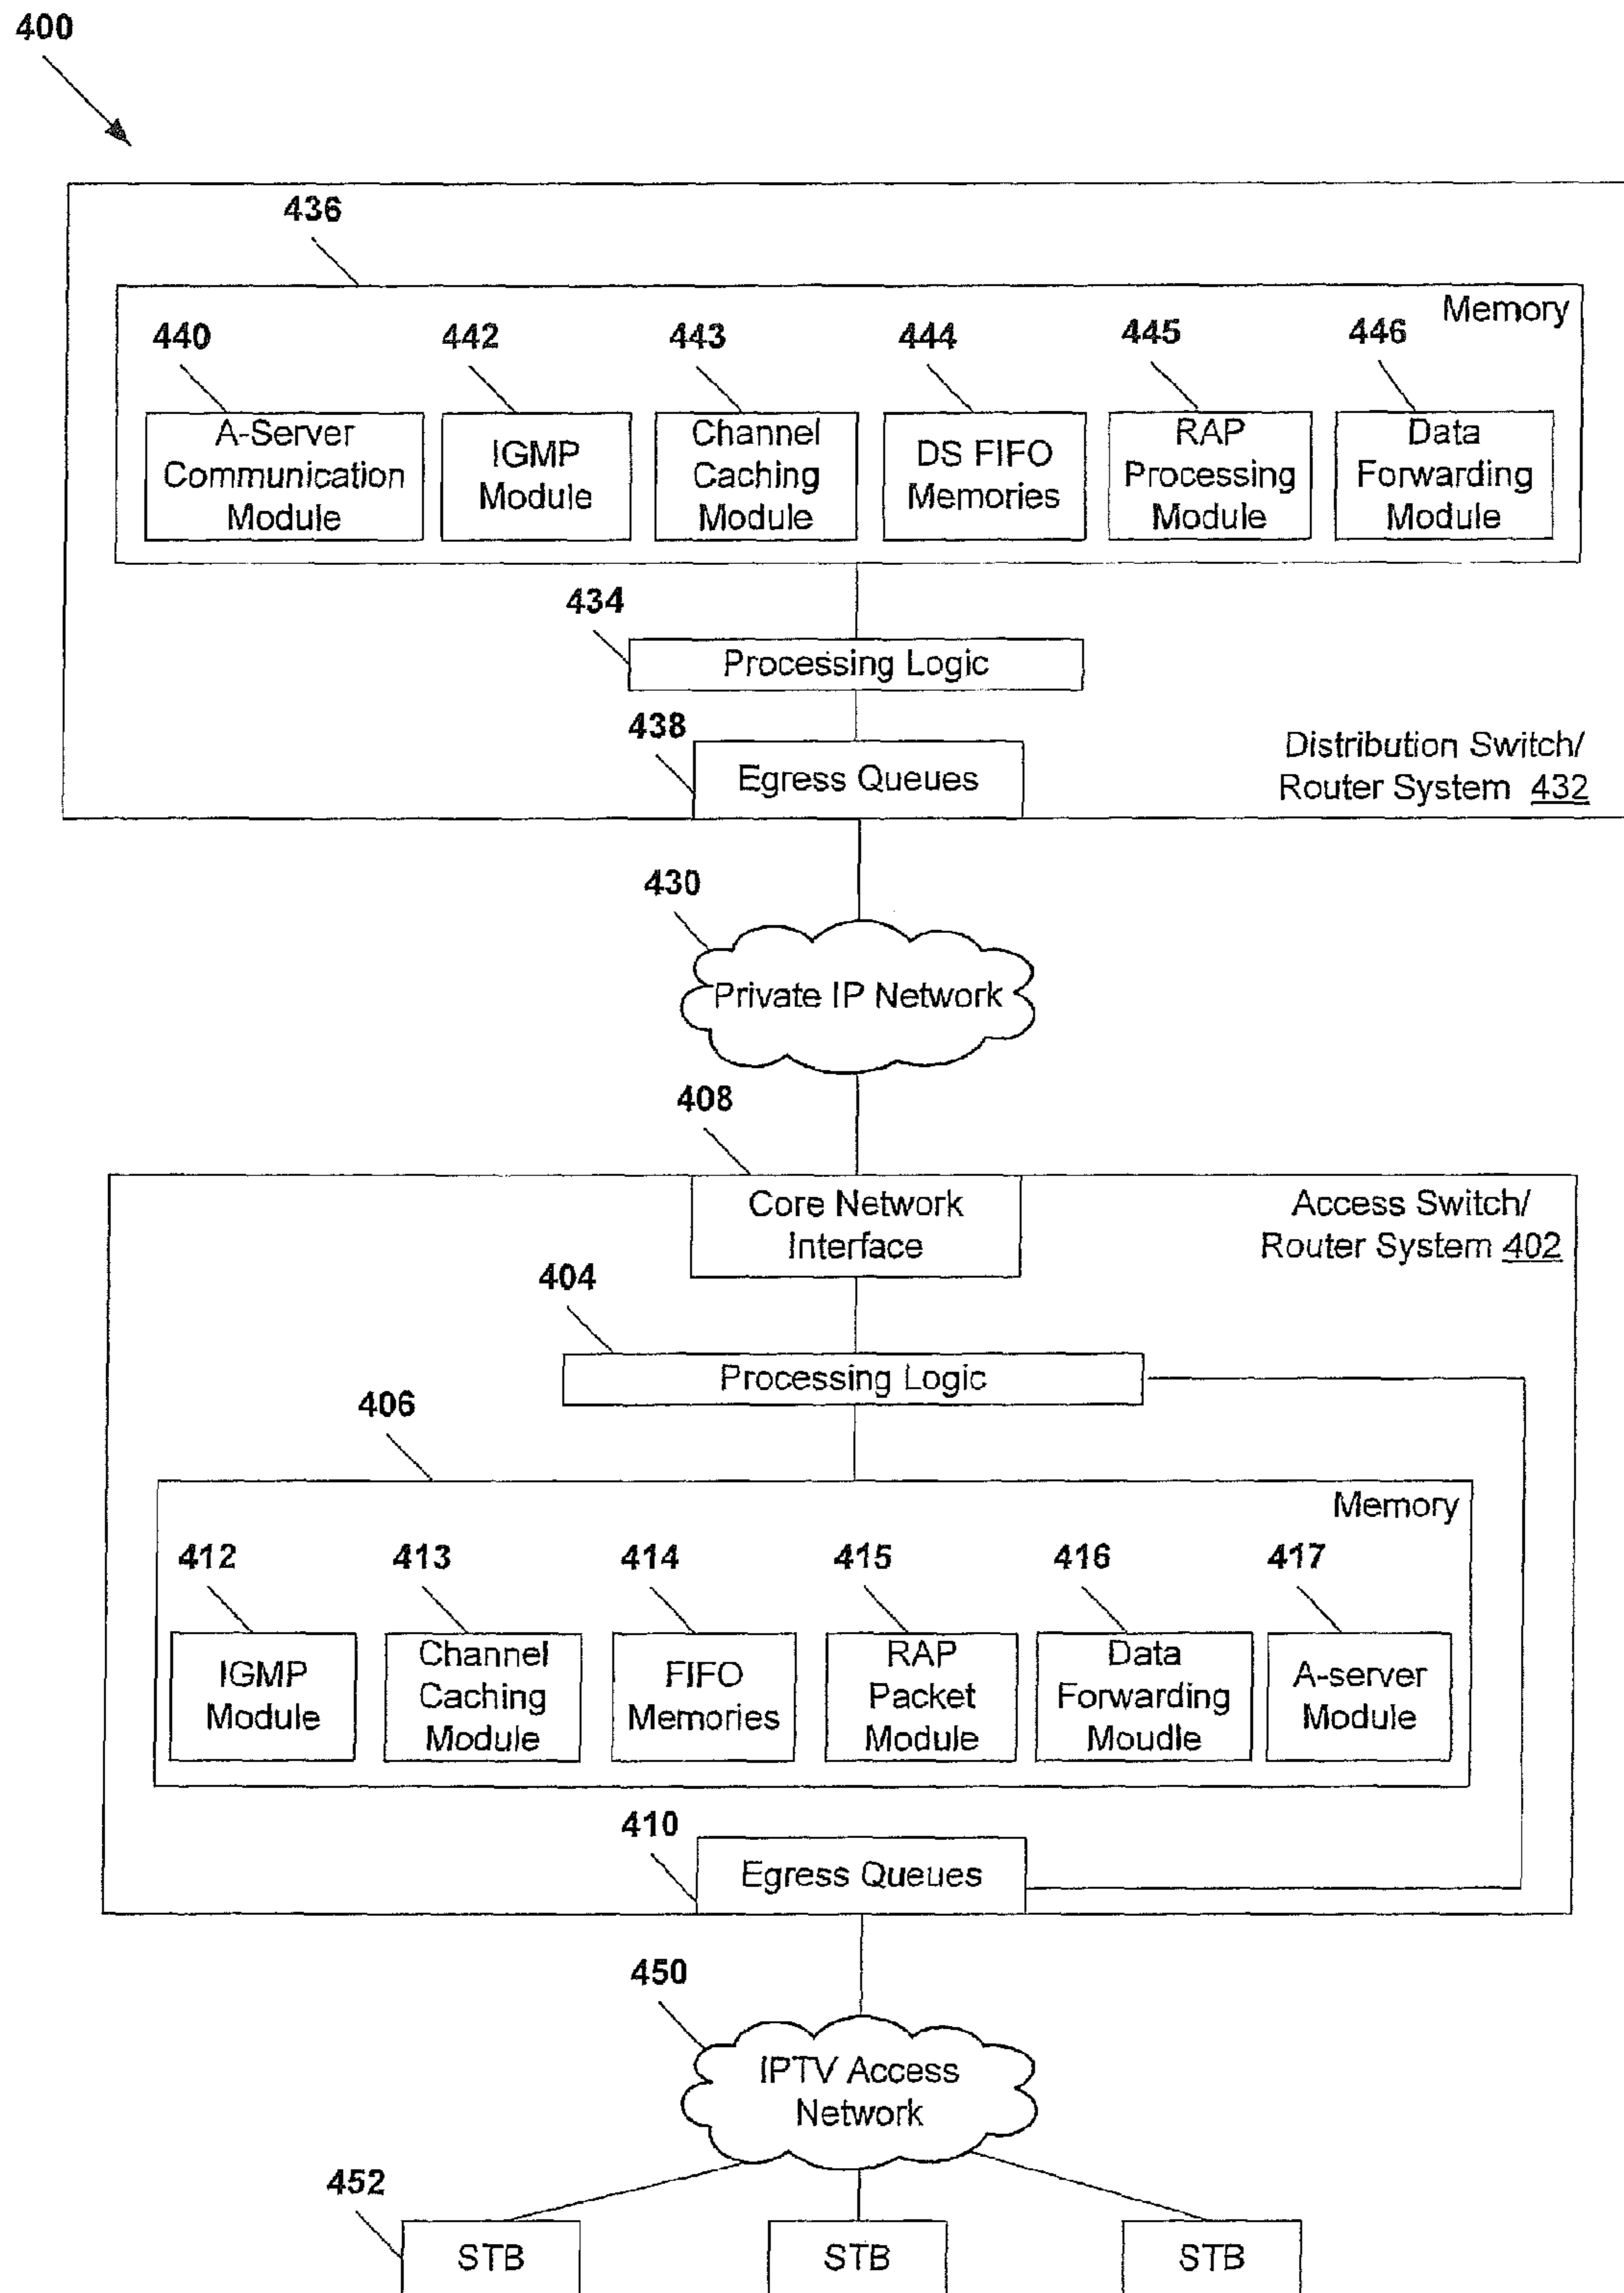 400
436
Memory
440 442 443 444 445 446
A-Server
Communication
Module
IGMP
Module
Channel
Caching
Module
DS FIFO
Memories
RAP
Processing
Module
Data
Forwarding
Module
434
Processing Logic
438
Egress Queues
Distribution Switch/
Router System 432
430
Private IP Network
408
Core Network
Interface
Access Switch/
Router System 402
404
Processing Logic
406
Memory
412 413 414 415 416 417
IGMP
Module
Channel
Caching
Module
FIFO
Memories
RAP
Packet
Module
Data
Forwarding
Moudle
A-server
Module
410
Egress Queues
450
IPTV Access
Network
452
STB
STB
STB